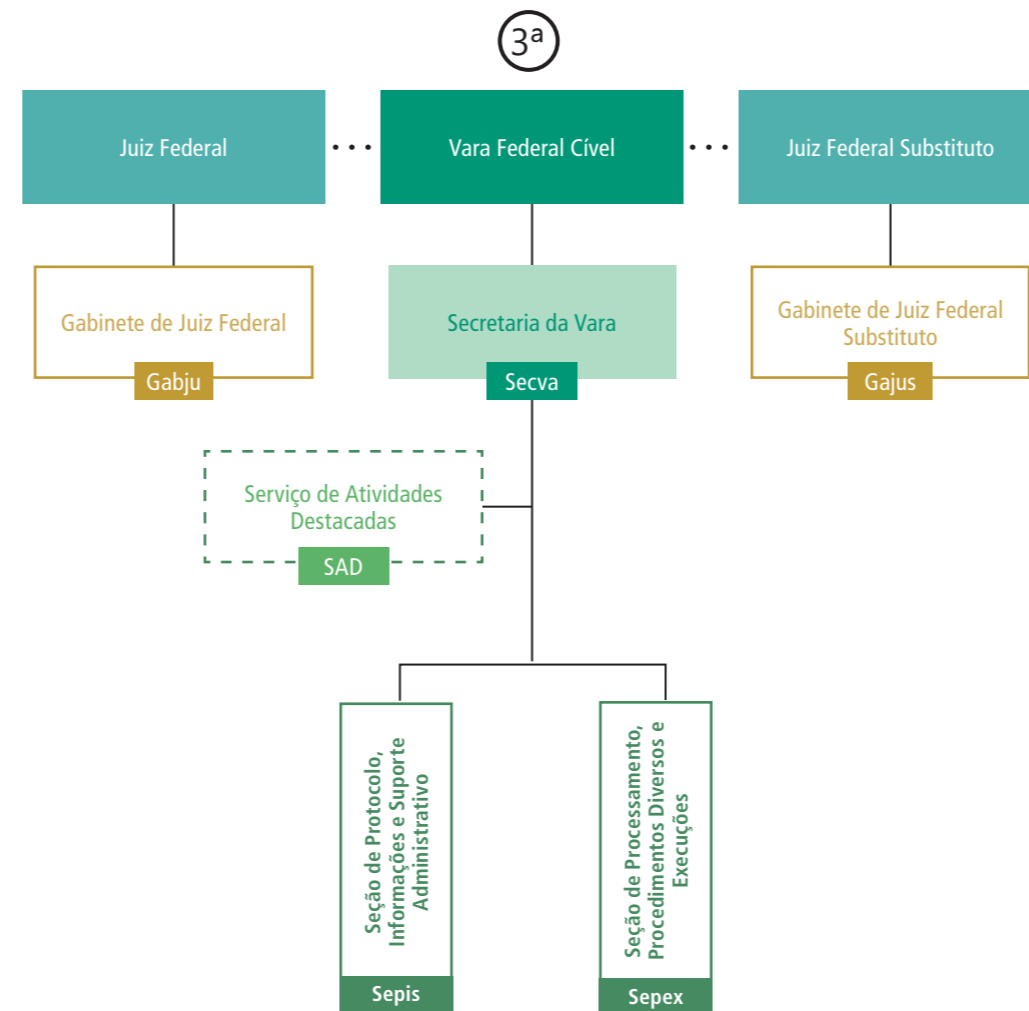 3ª
Juiz Federal
Vara Federal Cível
Juiz Federal Substituto
Gabinete de Juiz Federal
Gabju
Secretaria da Vara
Secva
Gabinete de Juiz Federal
Substituto
Gajus
Serviço de Atividades
Destacadas
SAD
Seção de Protocolo,
Informações e Suporte
Administrativo
Sepis
Seção de Processamento,
Procedimentos Diversos e
Execuções
Sepex